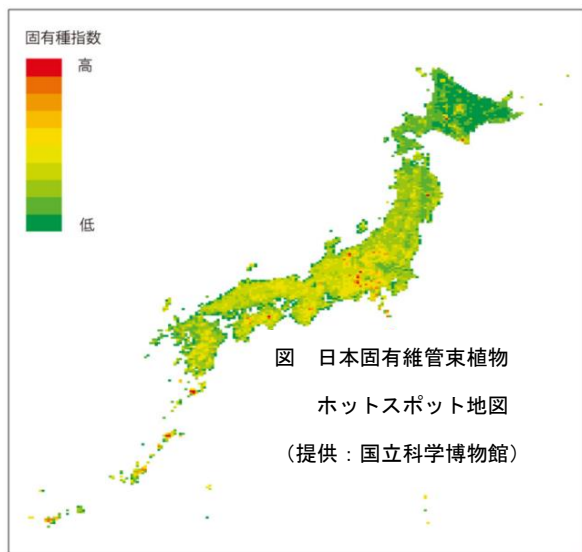 固有種指数
高
低
図 日本固有維管束植物
ホットスポット地図
（提供：国立科学博物館）